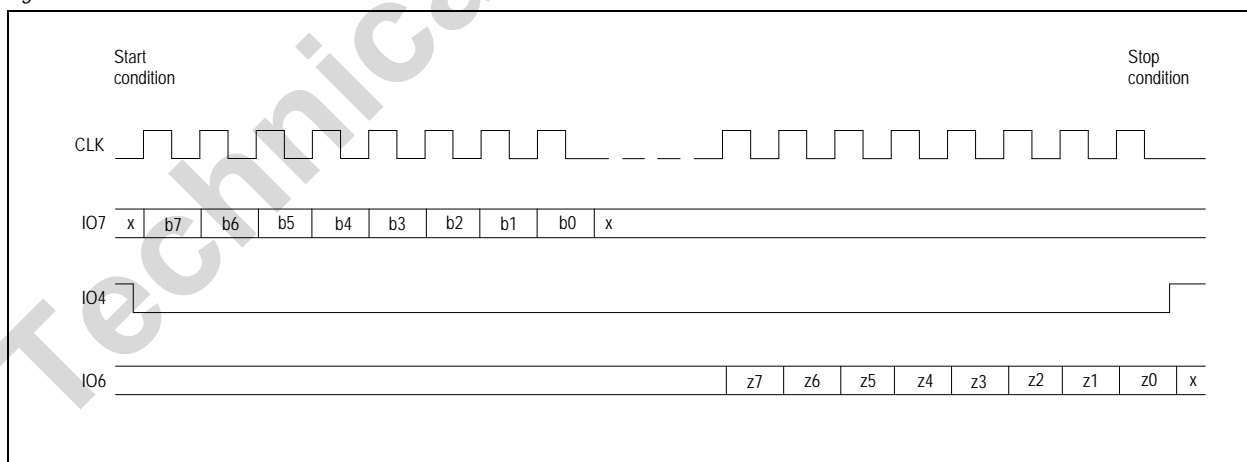 Start
condition
Stop
condition
CLK
IO7 x b7 b6 b5 b4 b3 b2 b1 b0 x
IO4
IO6 z7 z6 z5 z4 z3 z2 z1 z0 x
Technica